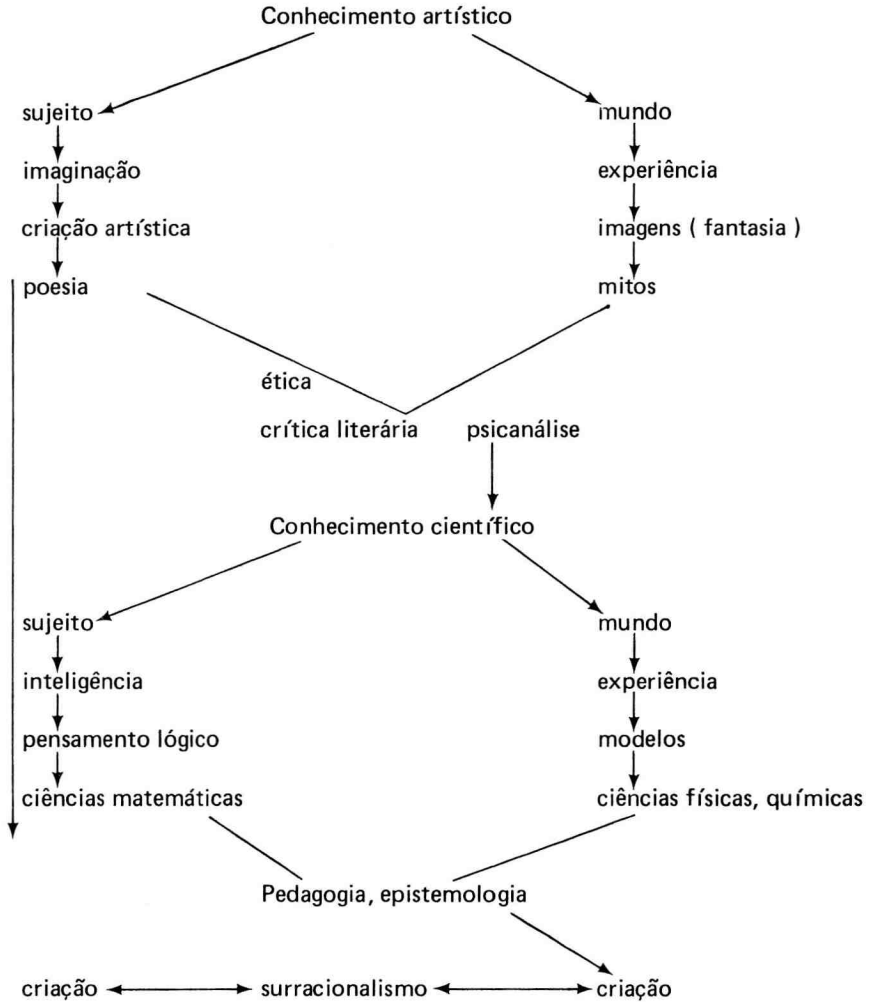 Conhecimento artístico
sujeito mundo
imaginação experiência
criação artística imagens ( fantasia )
poesia mitos
ética
crítica literária psicanálise
Conhecimento científico
sujeito mundo
inteligência experiência
pensamento lógico modelos
ciências matemáticas ciências físicas, químicas
Pedagogia, epistemologia
criação surracionalismo criação